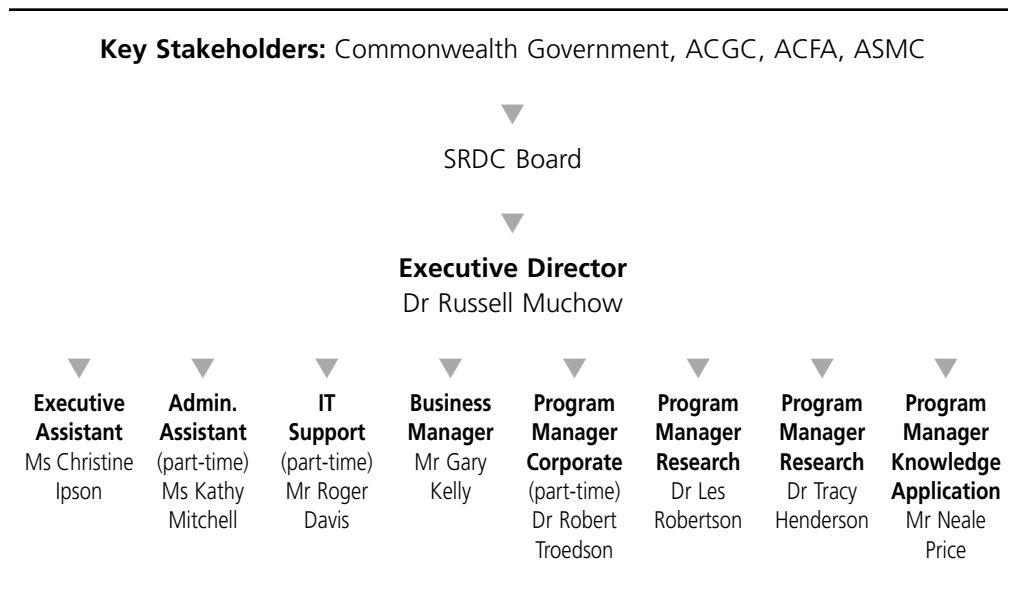 Key Stakeholders: Commonwealth Government, ACGC, ACFA, ASMC
SRDC Board
Executive Director
Dr Russell Muchow
Executive
Assistant
Ms Christine
Ipson
Admin.
Assistant
(part-time)
Ms Kathy
Mitchell
IT
Support
(part-time)
Mr Roger
Davis
Business
Manager
Mr Gary
Kelly
Program
Manager
Corporate
(part-time)
Dr Robert
Troedson
Program
Manager
Research
Dr Les
Robertson
Program
Manager
Research
Dr Tracy
Henderson
Program
Manager
Knowledge
Application
Mr Neale
Price